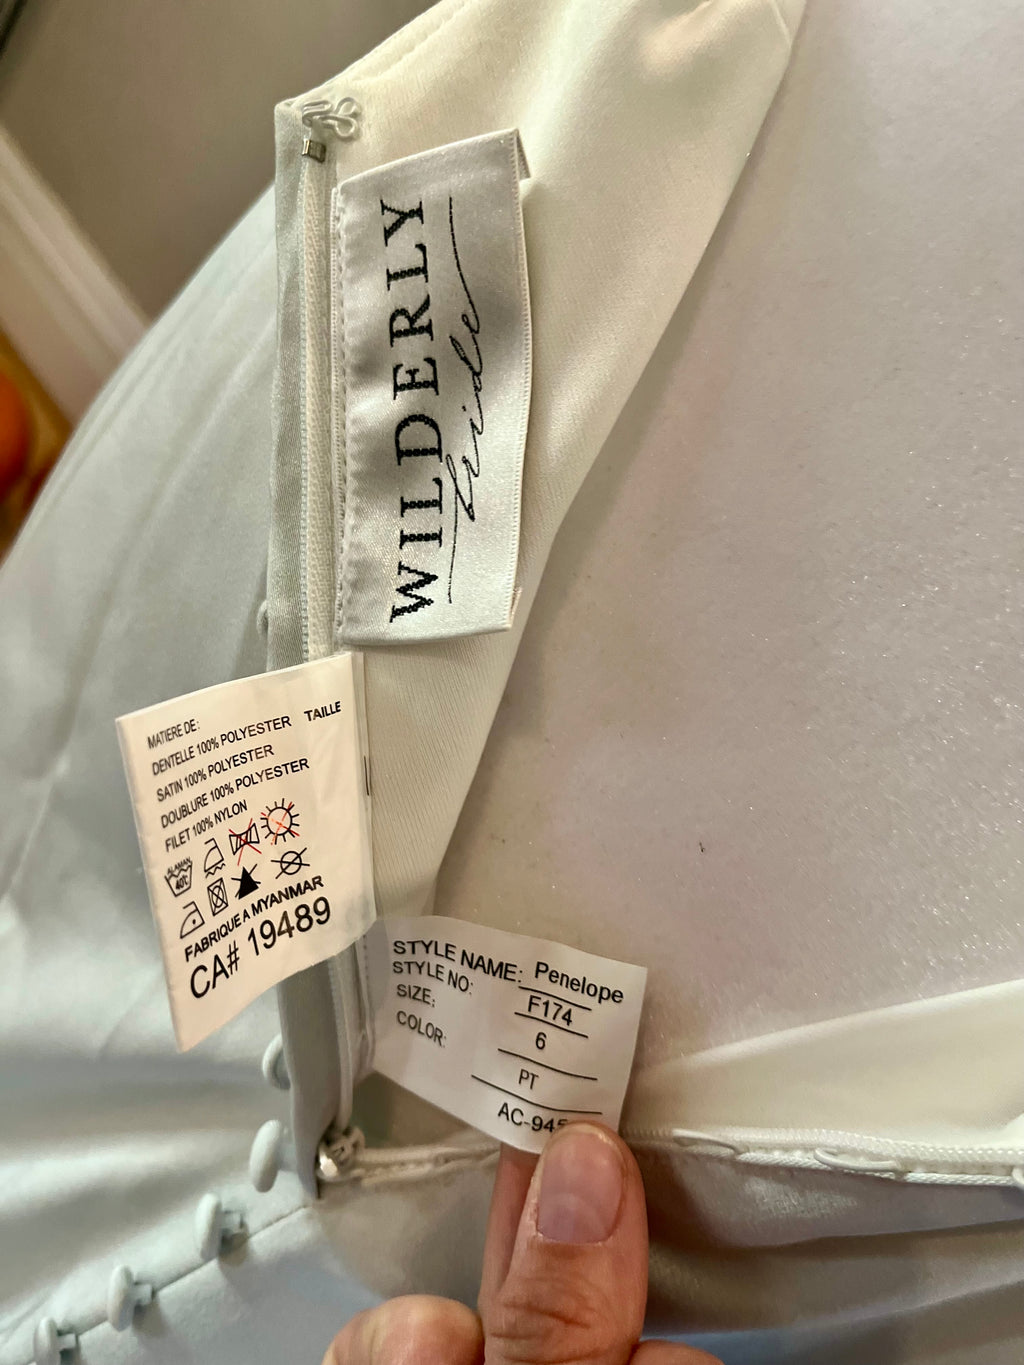 WILDERLY
bride
MATIERE DE: TAILLE
DENTELLE 100% POLYESTER
SATIN 100% POLYESTER
DOUBLURE 100% POLYESTER
FILET 100% NYLON
40℃
FABRIQUE A MYANMAR
CA# 19489
STYLE NAME: Penelope
STYLE NO: F174
SIZE: 6
COLOR: PT